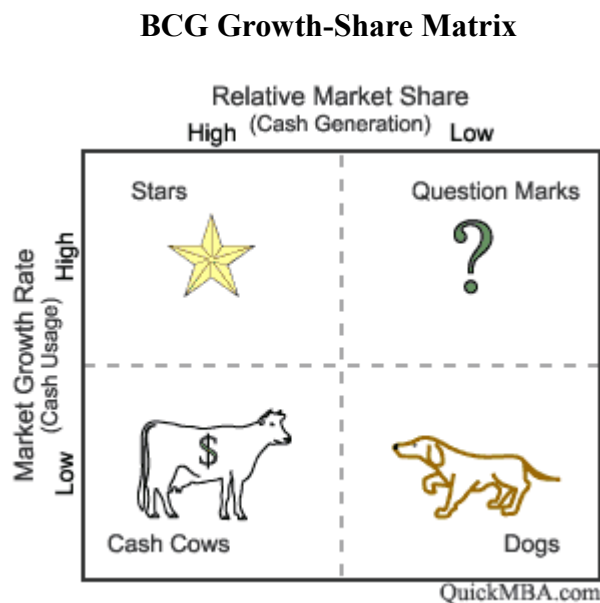 BCG Growth-Share Matrix
Relative Market Share
High (Cash Generation) Low
Stars
Question Marks
?
Market Growth Rate
(Cash Usage)
High
Low
$
Cash Cows
Dogs
QuickMBA.com